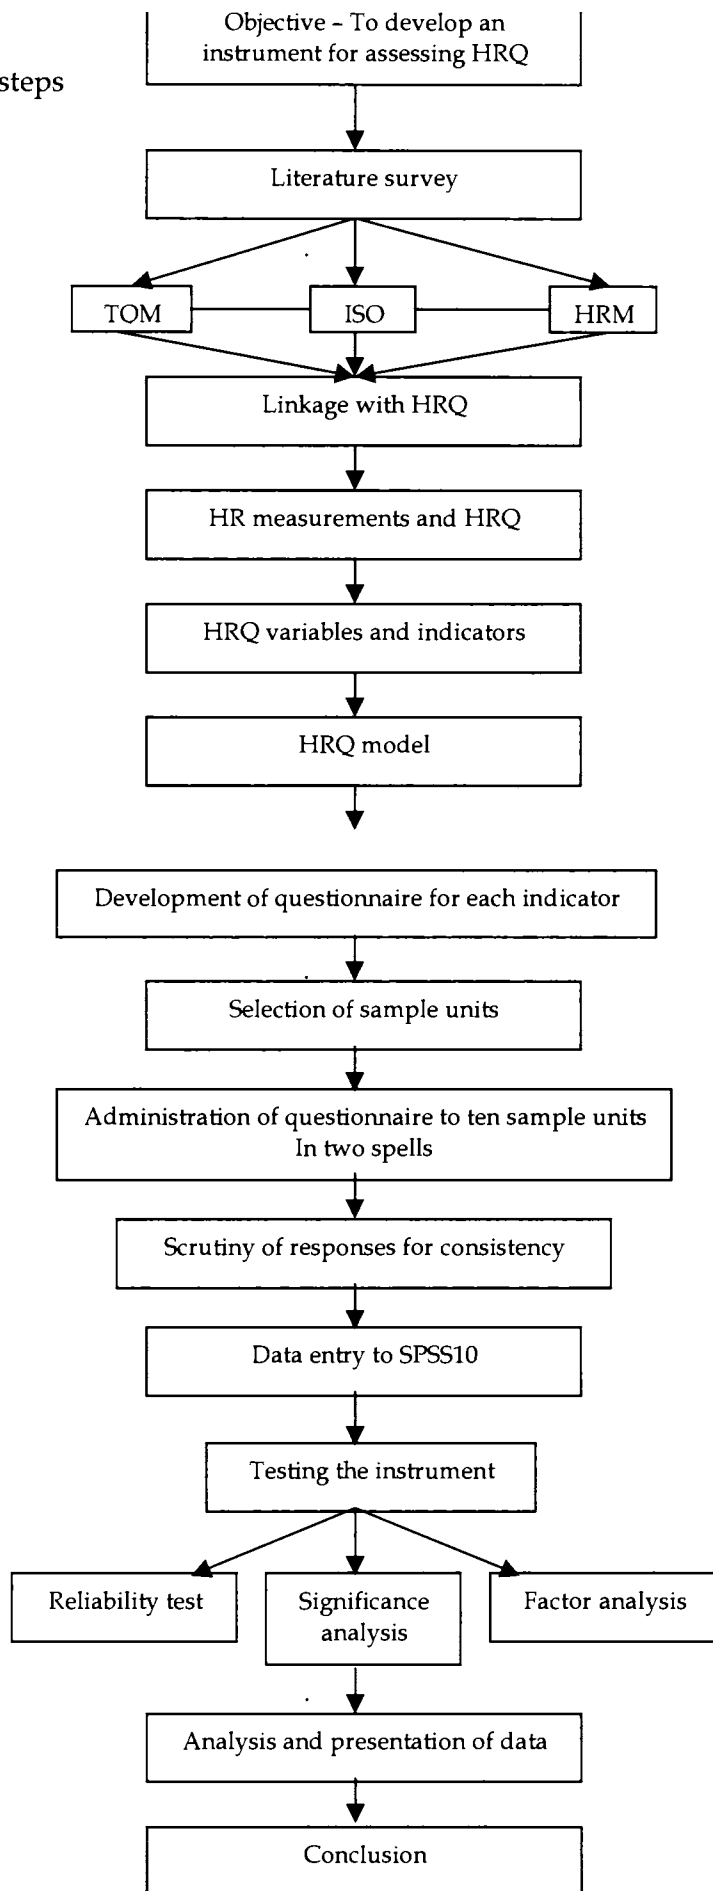 Objective – To develop an
instrument for assessing HRQ
steps
Literature survey
TQM
ISO
HRM
Linkage with HRQ
HR measurements and HRQ
HRQ variables and indicators
HRQ model
Development of questionnaire for each indicator
Selection of sample units
Administration of questionnaire to ten sample units
In two spells
Scrutiny of responses for consistency
Data entry to SPSS10
Testing the instrument
Reliability test
Significance
analysis
Factor analysis
Analysis and presentation of data
Conclusion